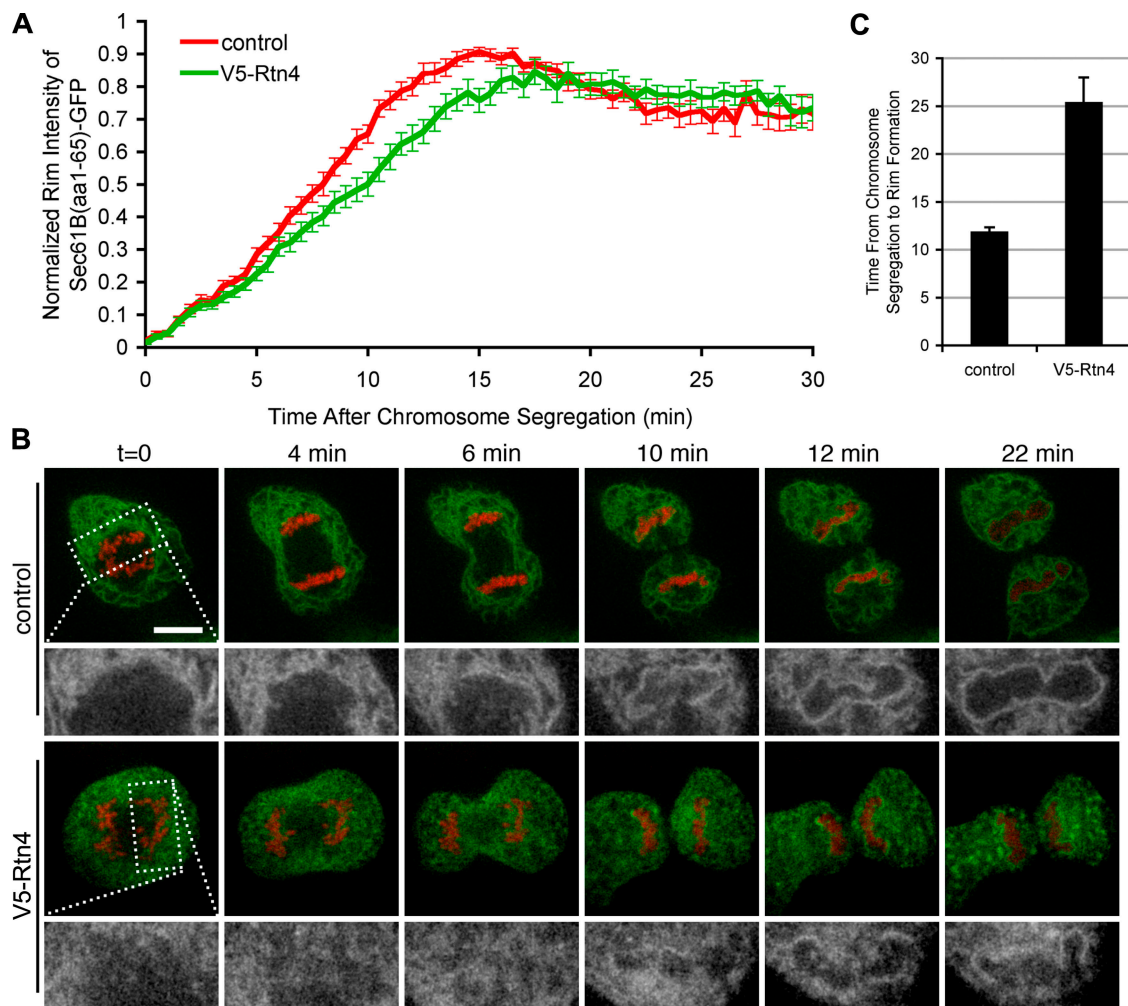 A
control
V5-Rtn4
Normalized Rim Intensity of
Sec61B(aa1-65)-GFP
1
0.9
0.8
0.7
0.6
0.5
0.4
0.3
0.2
0.1
0
0 5 10 15 20 25 30
Time After Chromosome Segregation (min)
C
Time From Chromosome
Segregation to Rim Formation
30
25
20
15
10
5
0
control V5-Rtn4
B
t=0 4 min 6 min 10 min 12 min 22 min
control
V5-Rtn4